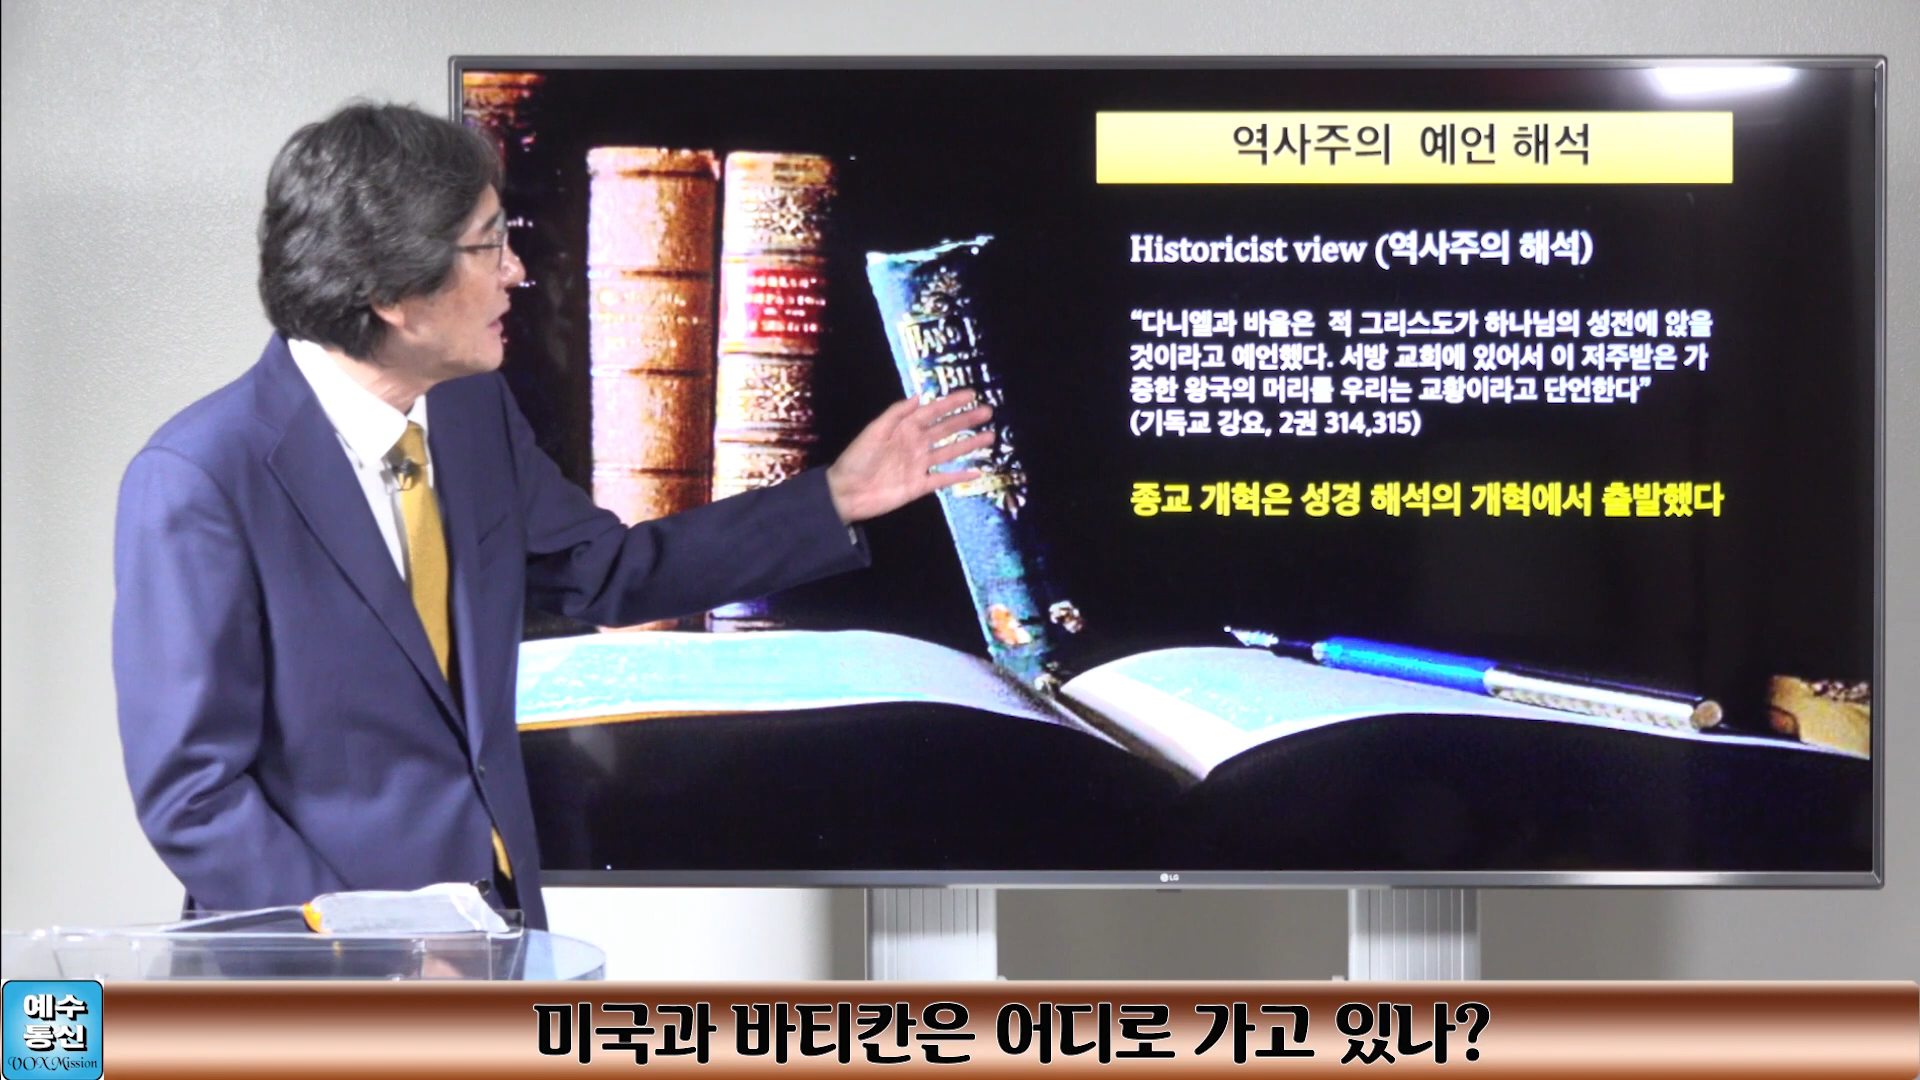 역사주의 예언 해석
Historicist view (역사주의 해석)
“다니엘과 바울은 적 그리스도가 하나님의 성전에 앉을
것이라고 예언했다. 서방 교회에 있어서 이 저주받은 가
증한 왕국의 머리를 우리는 교황이라고 단언한다”
(기독교 강요, 2권 314,315)
종교 개혁은 성경 해석의 개혁에서 출발했다
LG
예수
통신
VOX Mission
미국과 바티칸은 어디로 가고 있나?